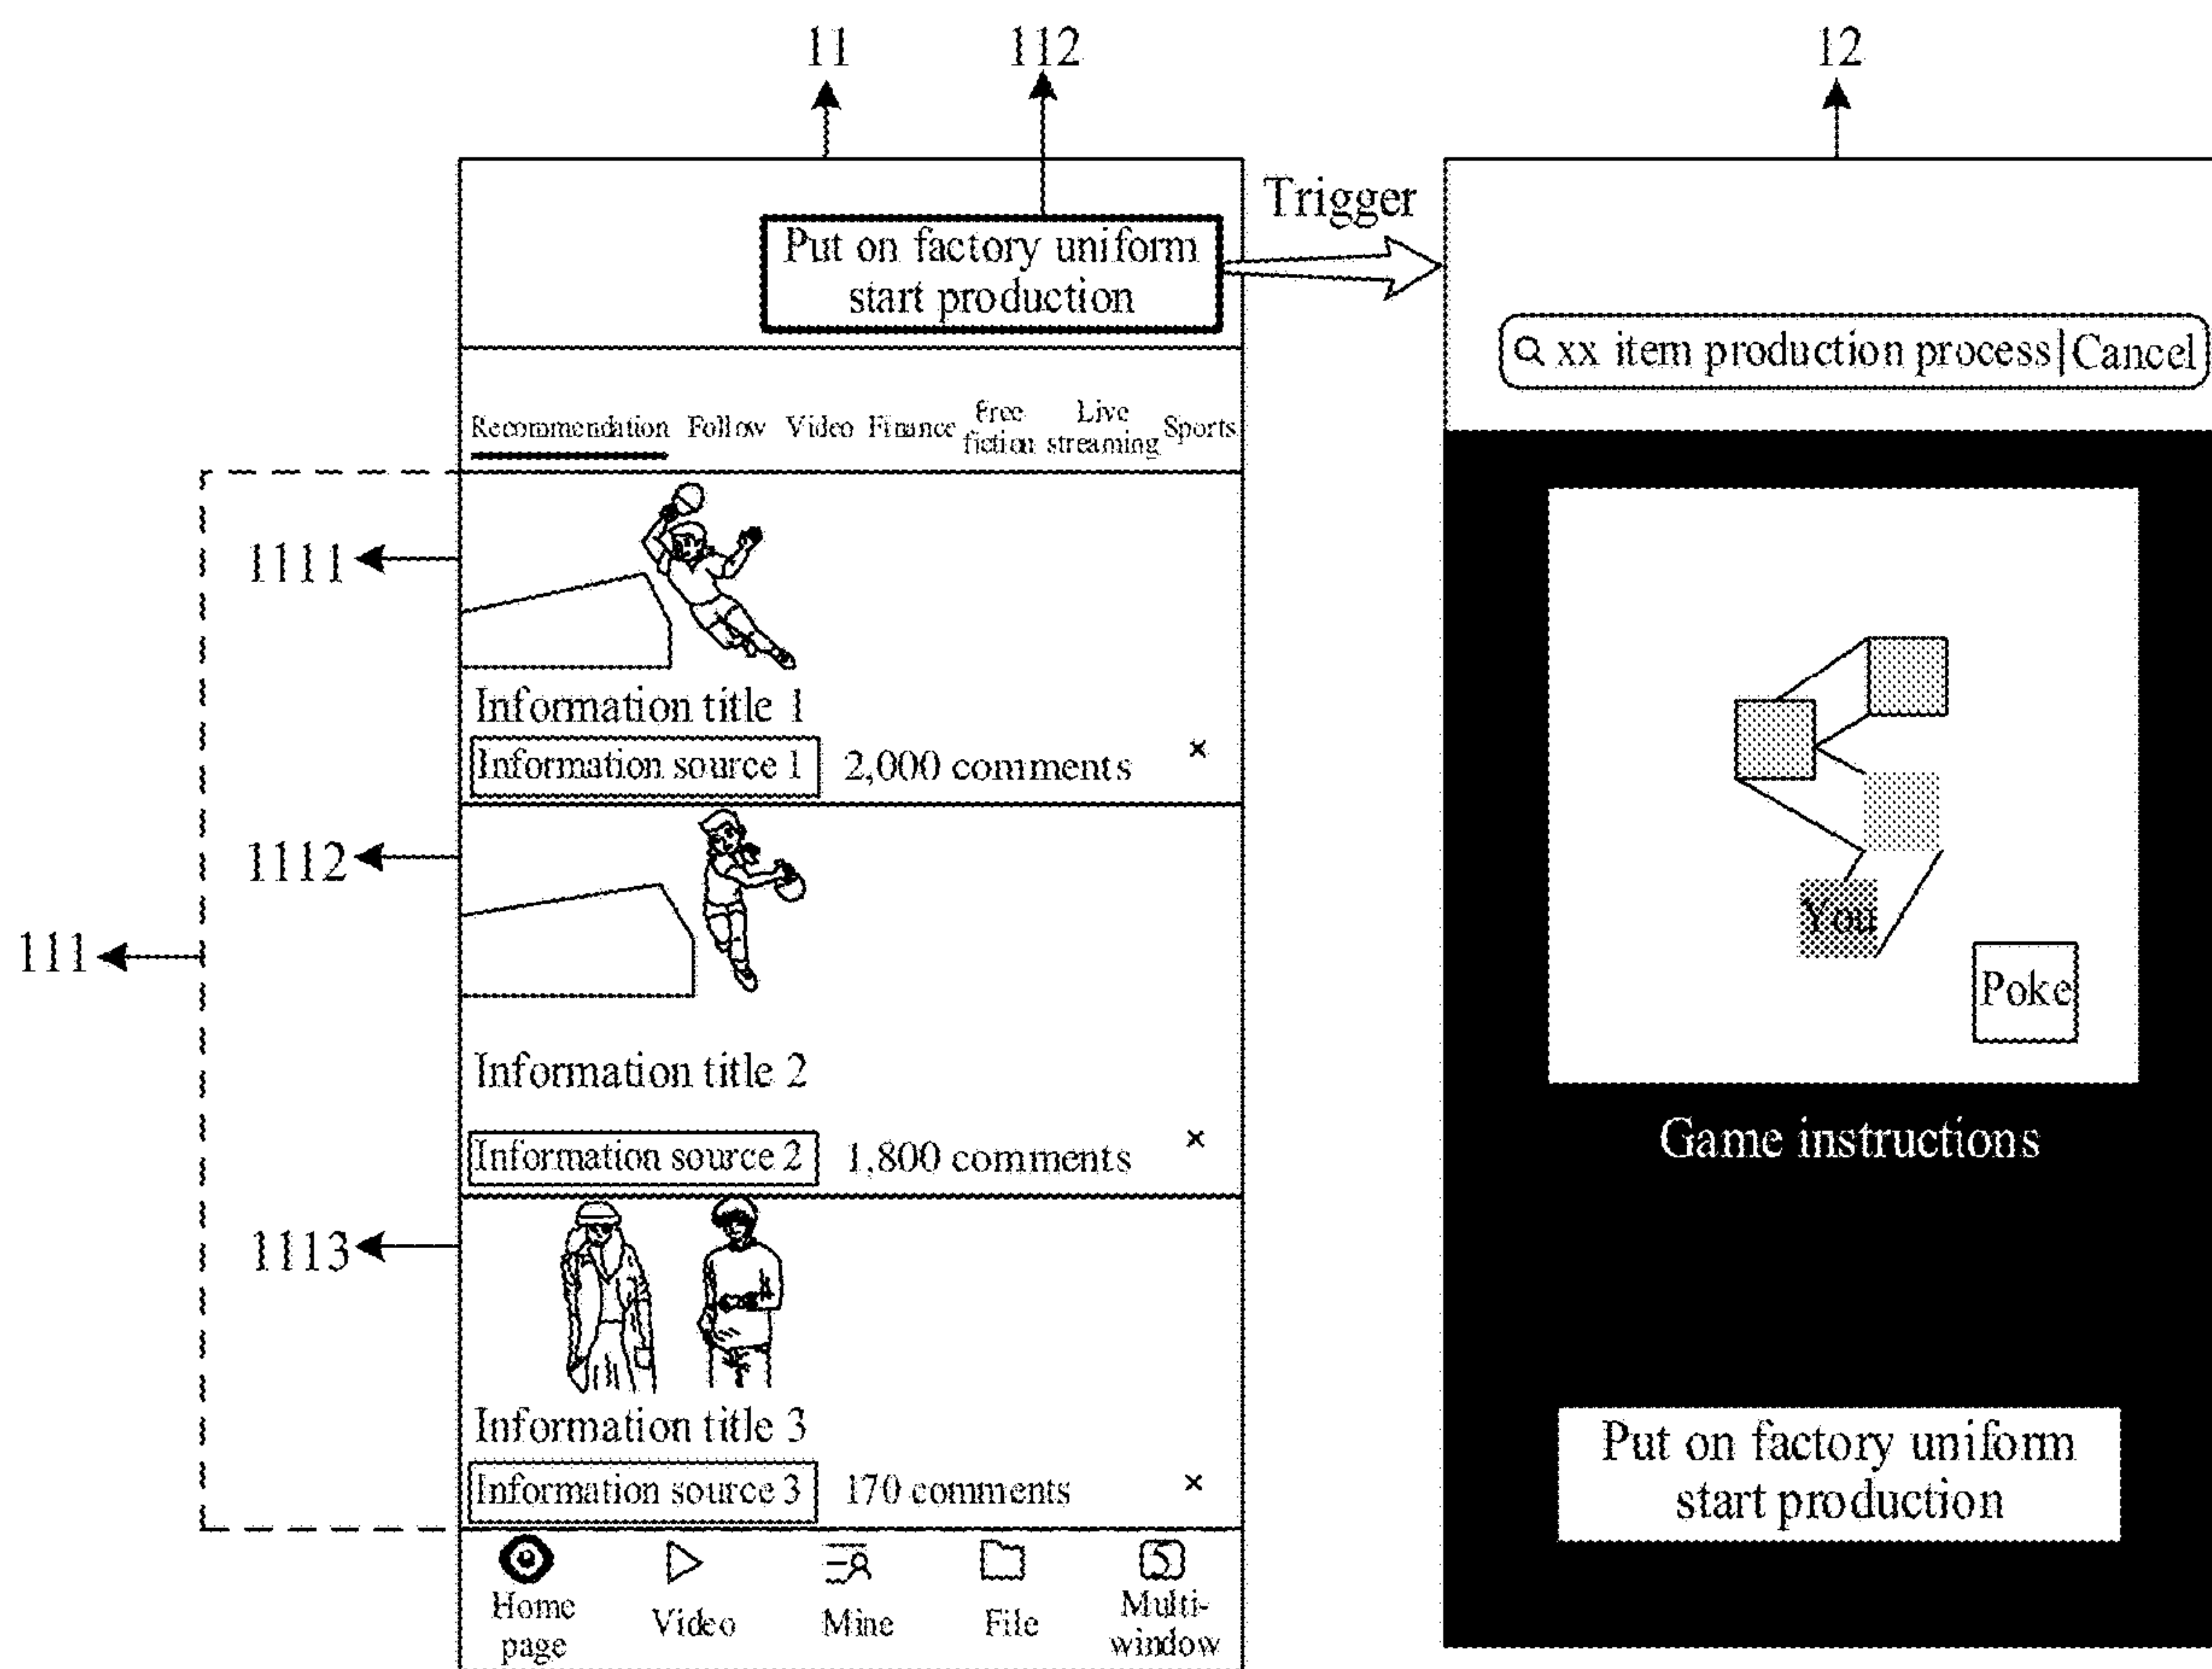 11
112
12
Trigger
Put on factory uniform
start production
xx item production process|Cancel
Recommendation Follow Video Finance Free fiction Live streaming Sports
1111
Information title 1
Information source 1 2,000 comments ×
1112
111
Information title 2
Information source 2 1,800 comments ×
1113
Information title 3
Information source 3 170 comments ×
5
Home
page
Video
Mine
File
Multi-
window
You
Poke
Game instructions
Put on factory uniform
start production